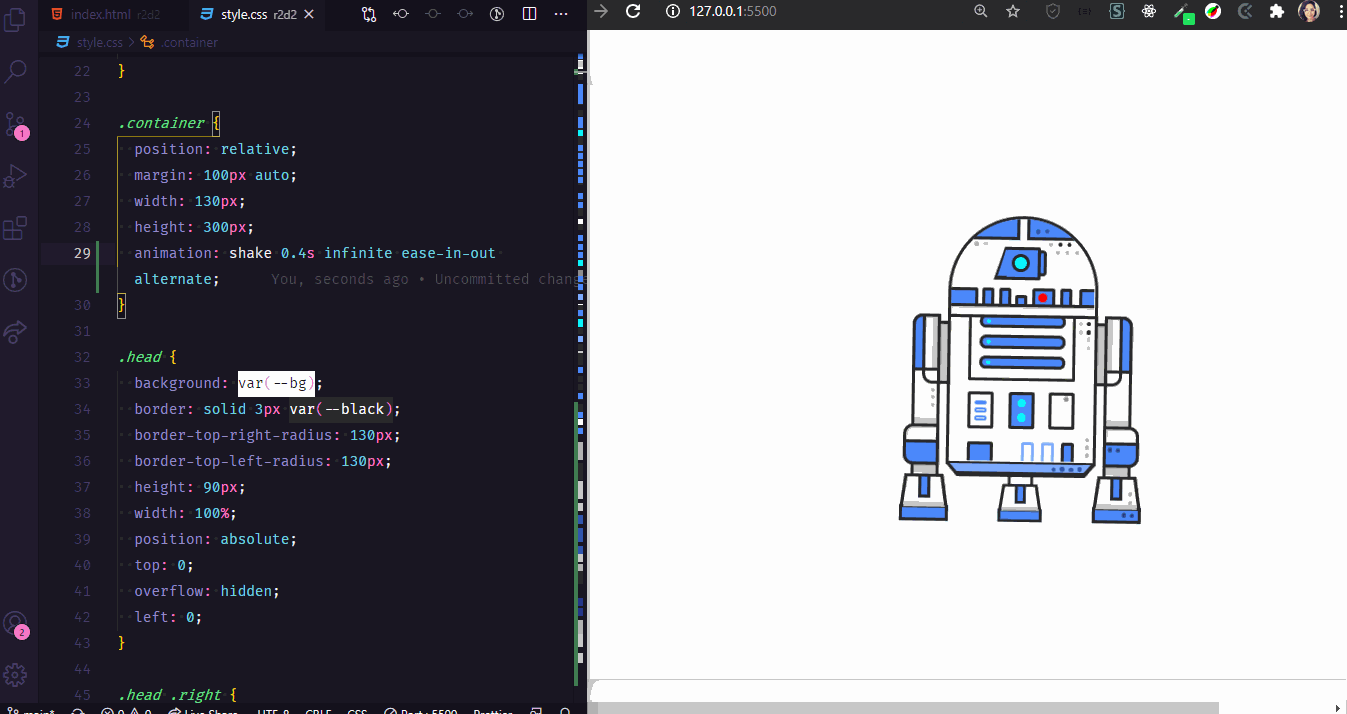 index.html r2d2
style.css r2d2
127.0.0.1:5500
style.css > .container
22 }
23
24 .container {
25 position: relative;
26 margin: 100px auto;
27 width: 130px;
28 height: 300px;
29 animation: shake 0.4s infinite ease-in-out
alternate; You, seconds ago • Uncommitted change
30 }
31
32 .head {
33 background: var(--bg);
34 border: solid 3px var(--black);
35 border-top-right-radius: 130px;
36 border-top-left-radius: 130px;
37 height: 90px;
38 width: 100%;
39 position: absolute;
40 top: 0;
41 overflow: hidden;
42 left: 0;
43 }
44
45 .head .right {
1
2
main* 0 0 Live Share UTF-8 CRLF CSS Port : 5500 Prettier